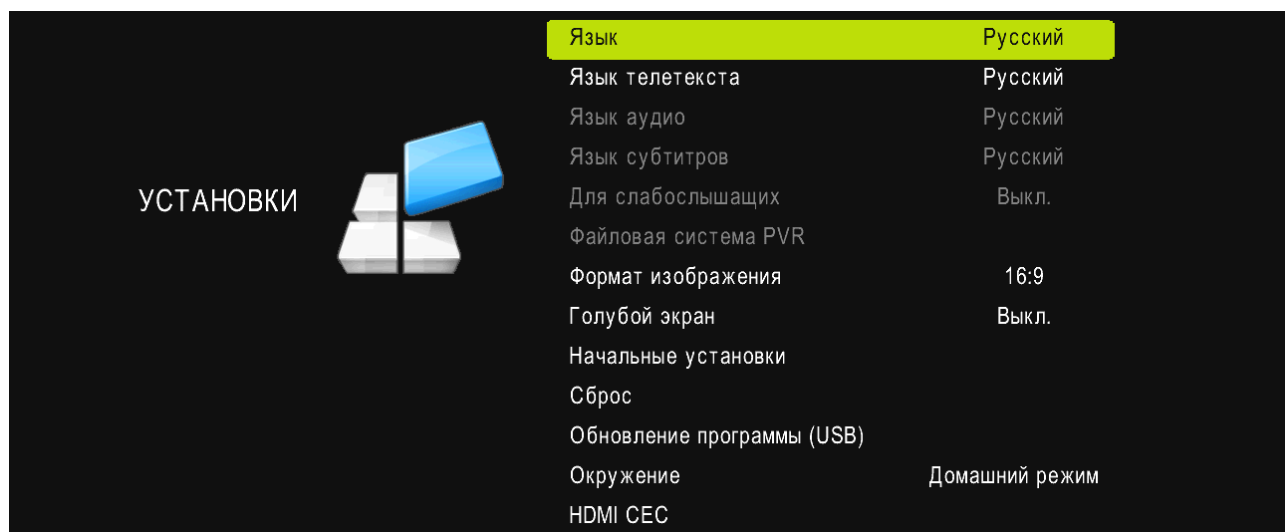 Язык Русский
Язык телетекста Русский
Язык аудио Русский
Язык субтитров Русский
УСТАНОВКИ
Для слабослышащих Выкл.
Файловая система PVR
Формат изображения 16:9
Голубой экран Выкл.
Начальные установки
Сброс
Обновление программы (USB)
Окружение Домашний режим
HDMI CEC